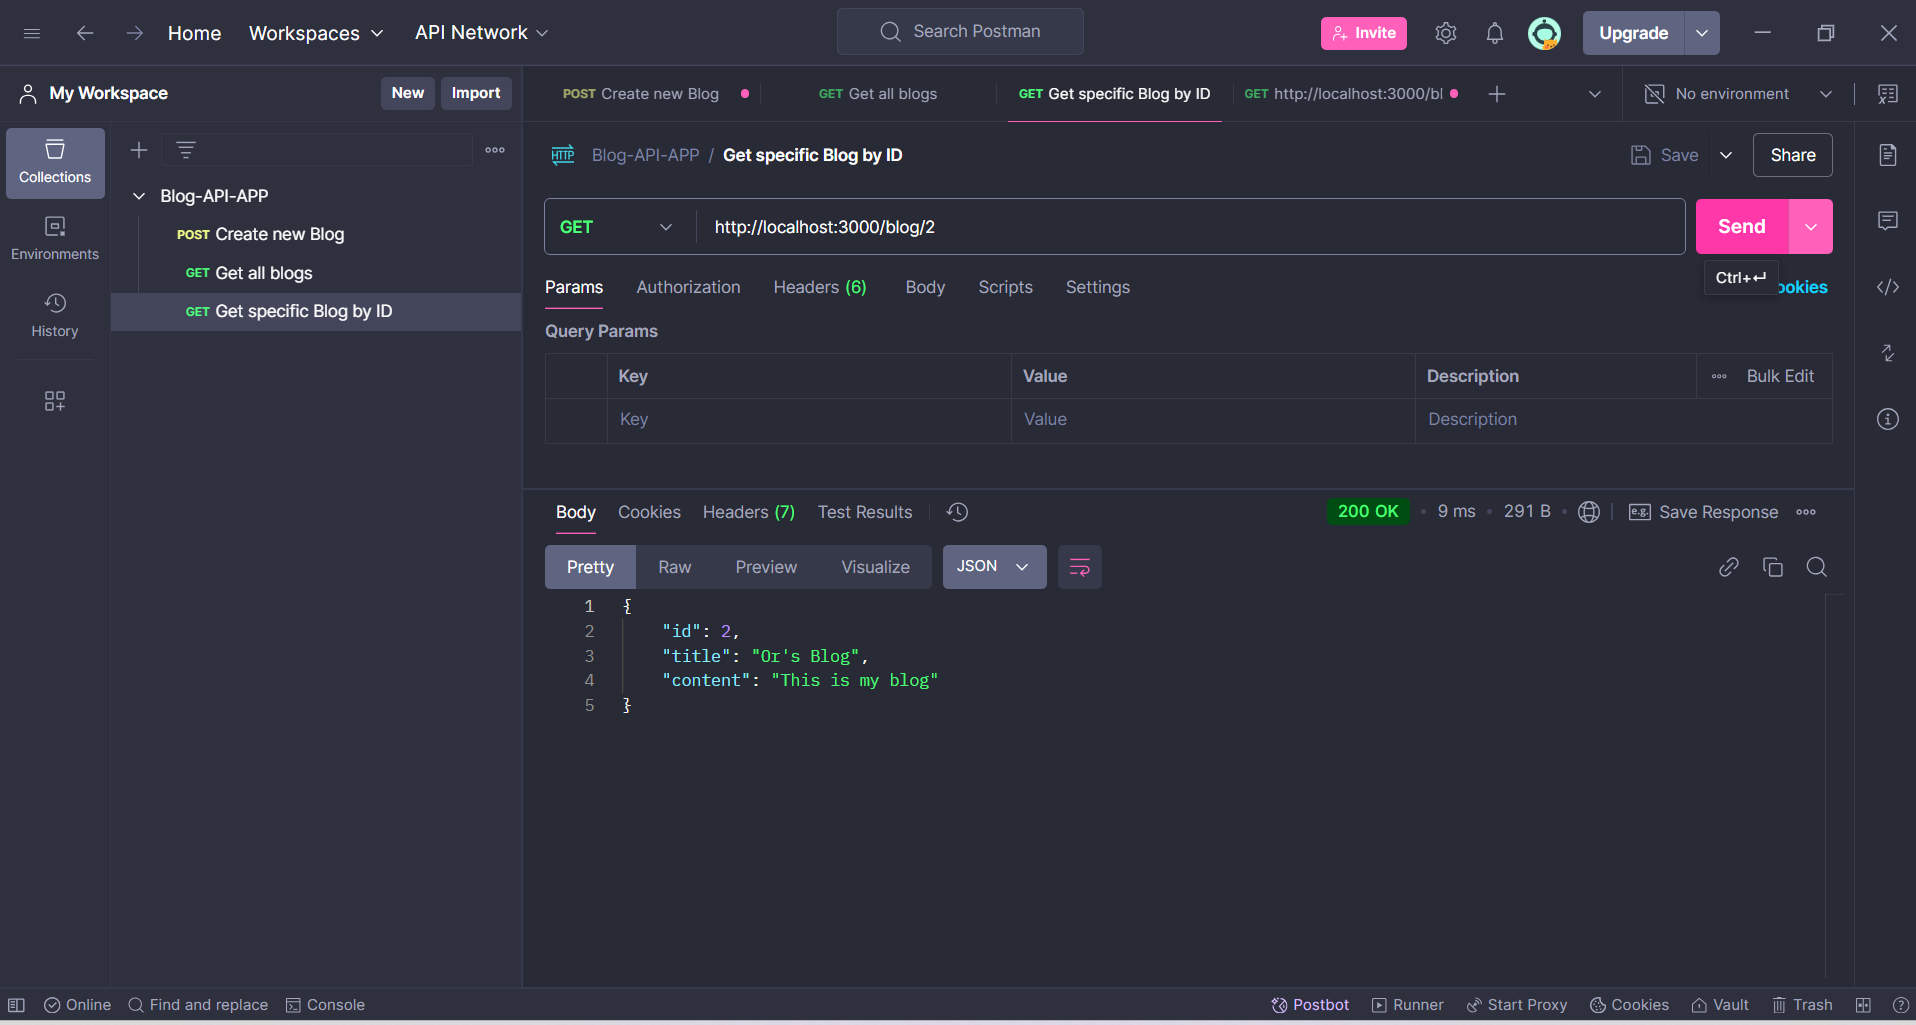 Home Workspaces API Network Search Postman Invite Upgrade
My Workspace New Import POST Create new Blog GET Get all blogs GET Get specific Blog by ID GET http://localhost:3000/bl No environment
Collections
Environments
History
Blog-API-APP
POST Create new Blog
GET Get all blogs
GET Get specific Blog by ID
HTTP Blog-API-APP / Get specific Blog by ID Save Share
GET http://localhost:3000/blog/2 Send
Ctrl+↵
Params Authorization Headers (6) Body Scripts Settings ookies
Query Params
Key Value Description Bulk Edit
Key Value Description
Body Cookies Headers (7) Test Results 200 OK • 9 ms • 291 B • e.g. Save Response
Pretty Raw Preview Visualize JSON
1 {
2 "id": 2,
3 "title": "Or's Blog",
4 "content": "This is my blog"
5 }
Online Find and replace Console Postbot Runner Start Proxy Cookies Vault Trash